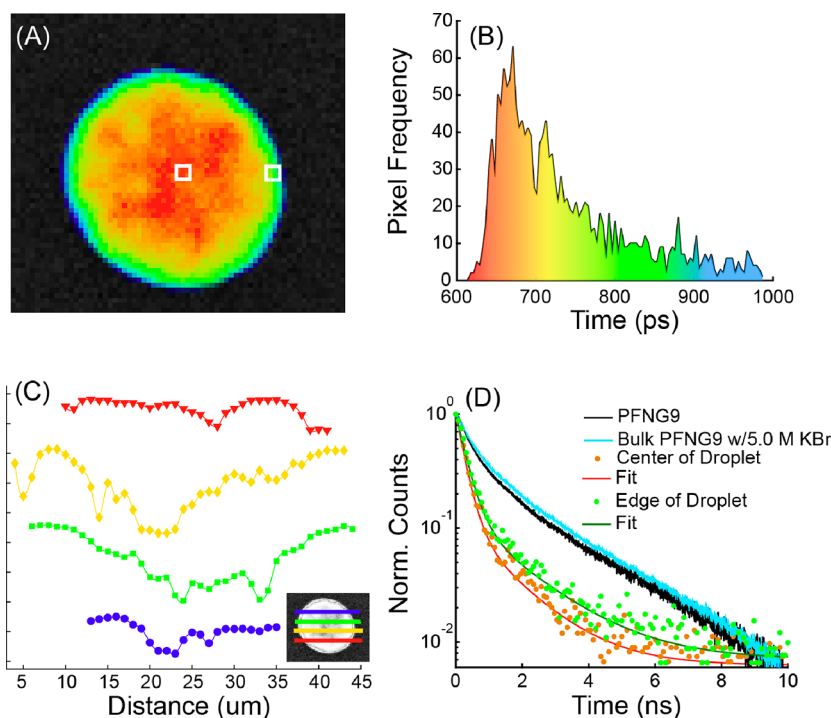 (A)
(B)
Pixel Frequency
70
60
50
40
30
20
10
0
600
700
800
900
1000
Time (ps)
(C)
5
10
15
20
25
30
35
40
45
Distance (um)
(D)
Norm. Counts
10^0
10^-1
10^-2
PFNG9
Bulk PFNG9 w/5.0 M KBr
Center of Droplet
Fit
Edge of Droplet
Fit
0
2
4
6
8
10
Time (ns)